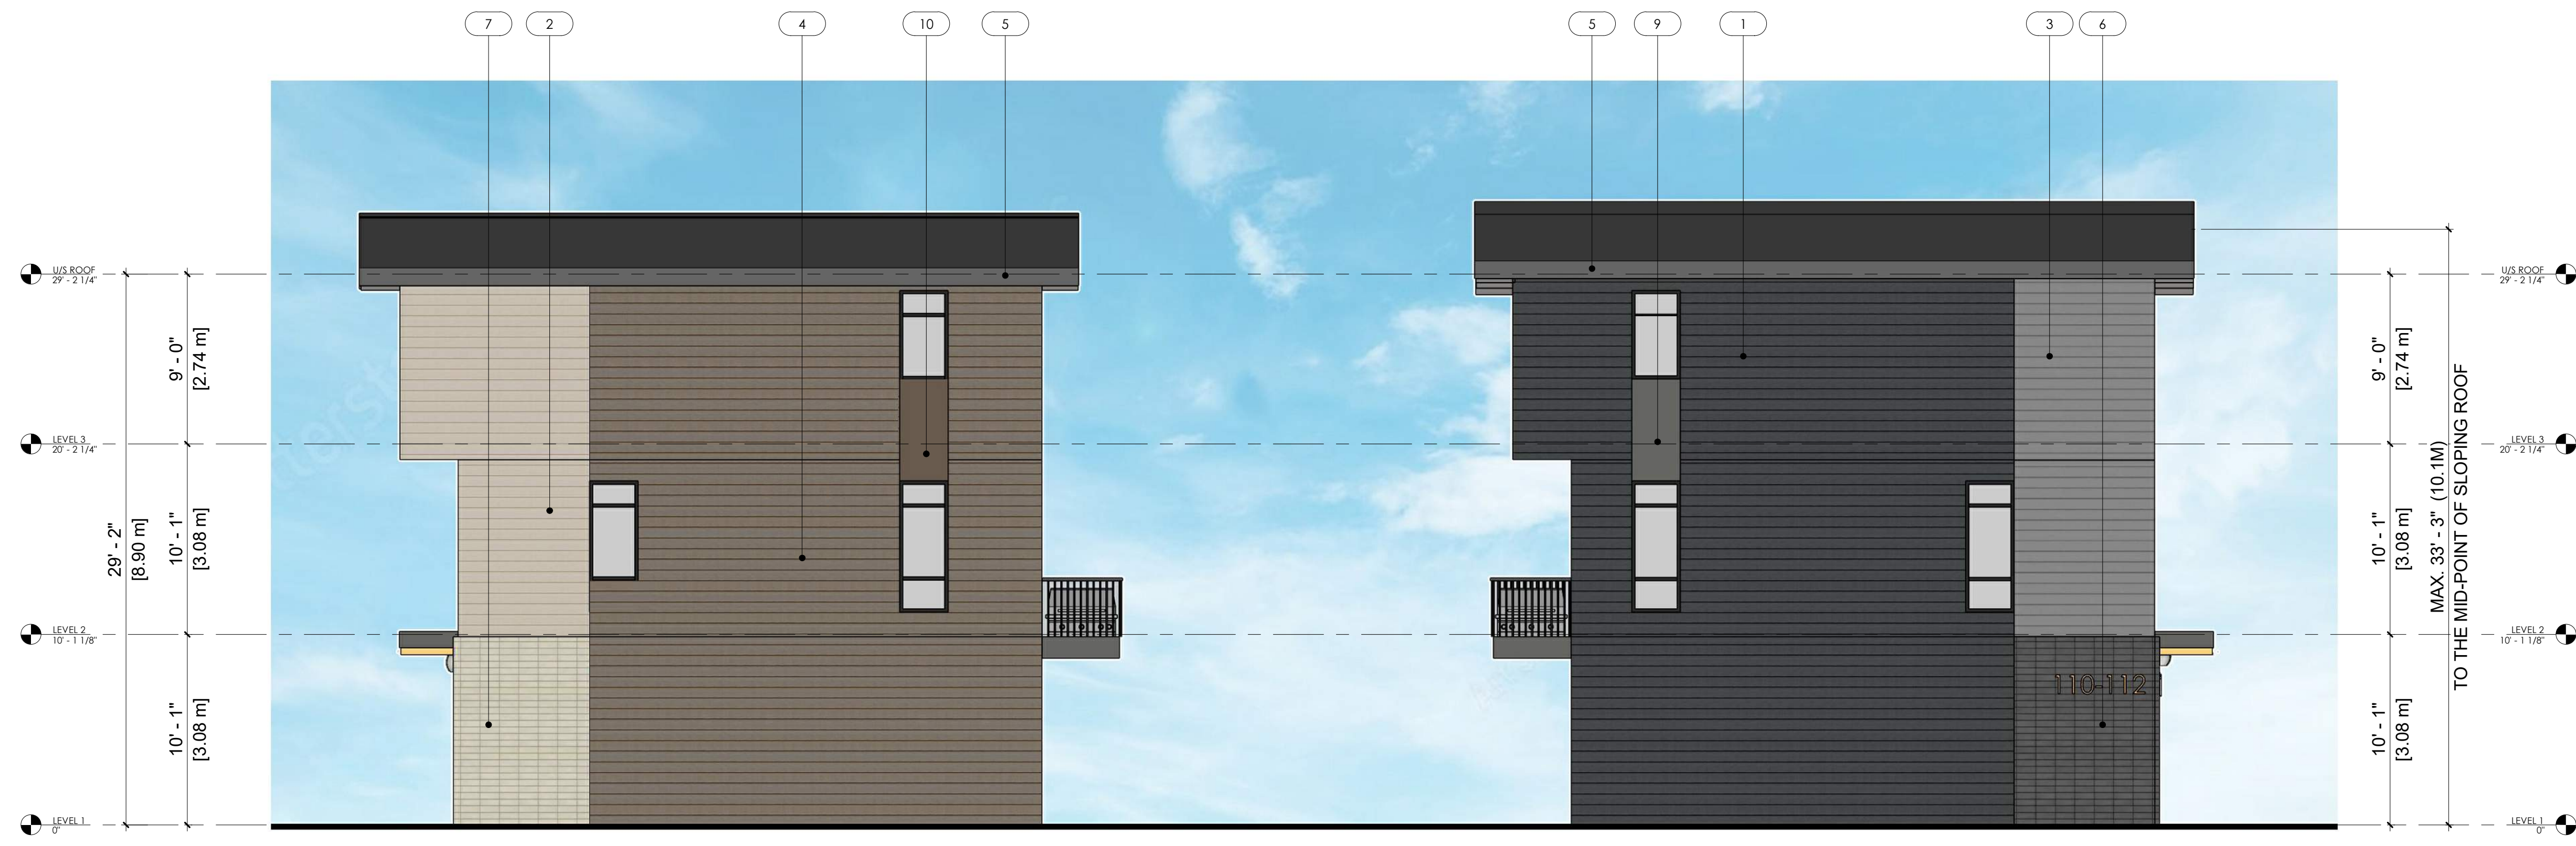 7 2 4 10 5 5 9 1 3 6
U/S ROOF
29' - 2 1/4"
LEVEL 3
20' - 2 1/4"
LEVEL 2
10' - 1 1/8"
LEVEL 1
0"
29' - 2"
[8.90 m]
9' - 0"
[2.74 m]
10' - 1"
[3.08 m]
10' - 1"
[3.08 m]
110-112
9' - 0"
[2.74 m]
10' - 1"
[3.08 m]
10' - 1"
[3.08 m]
MAX. 33' - 3" (10.1M)
TO THE MID-POINT OF SLOPING ROOF
U/S ROOF
29' - 2 1/4"
LEVEL 3
20' - 2 1/4"
LEVEL 2
10' - 1 1/8"
LEVEL 1
0"